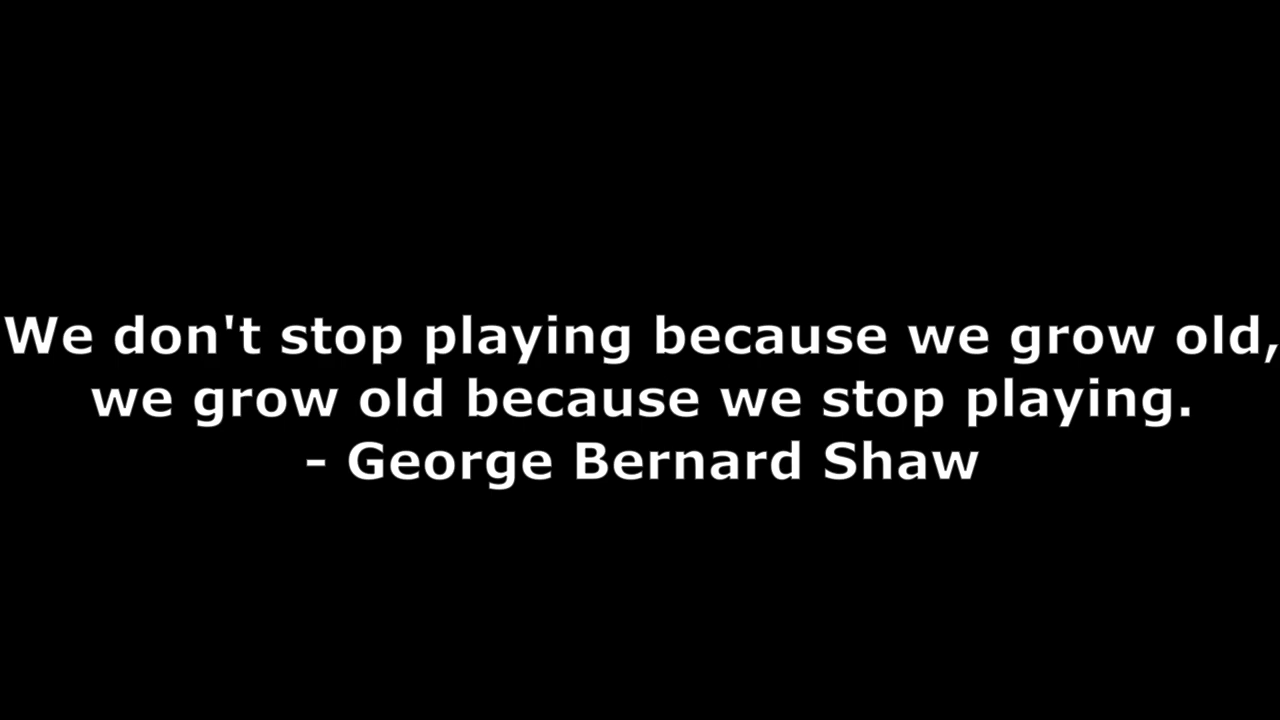 We don't stop playing because we grow old,
we grow old because we stop playing.
- George Bernard Shaw